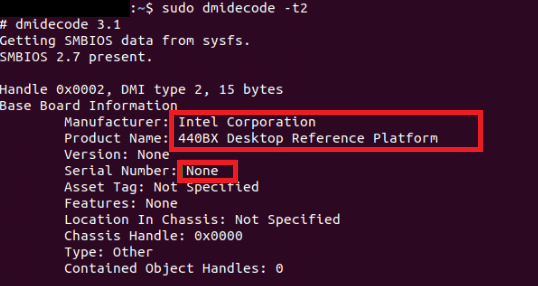 :~$ sudo dmidecode -t2
# dmidecode 3.1
Getting SMBIOS data from sysfs.
SMBIOS 2.7 present.
Handle 0x0002, DMI type 2, 15 bytes
Base Board Information
Manufacturer: Intel Corporation
Product Name: 440BX Desktop Reference Platform
Version: None
Serial Number: None
Asset Tag: Not Specified
Features: None
Location In Chassis: Not Specified
Chassis Handle: 0x0000
Type: Other
Contained Object Handles: 0